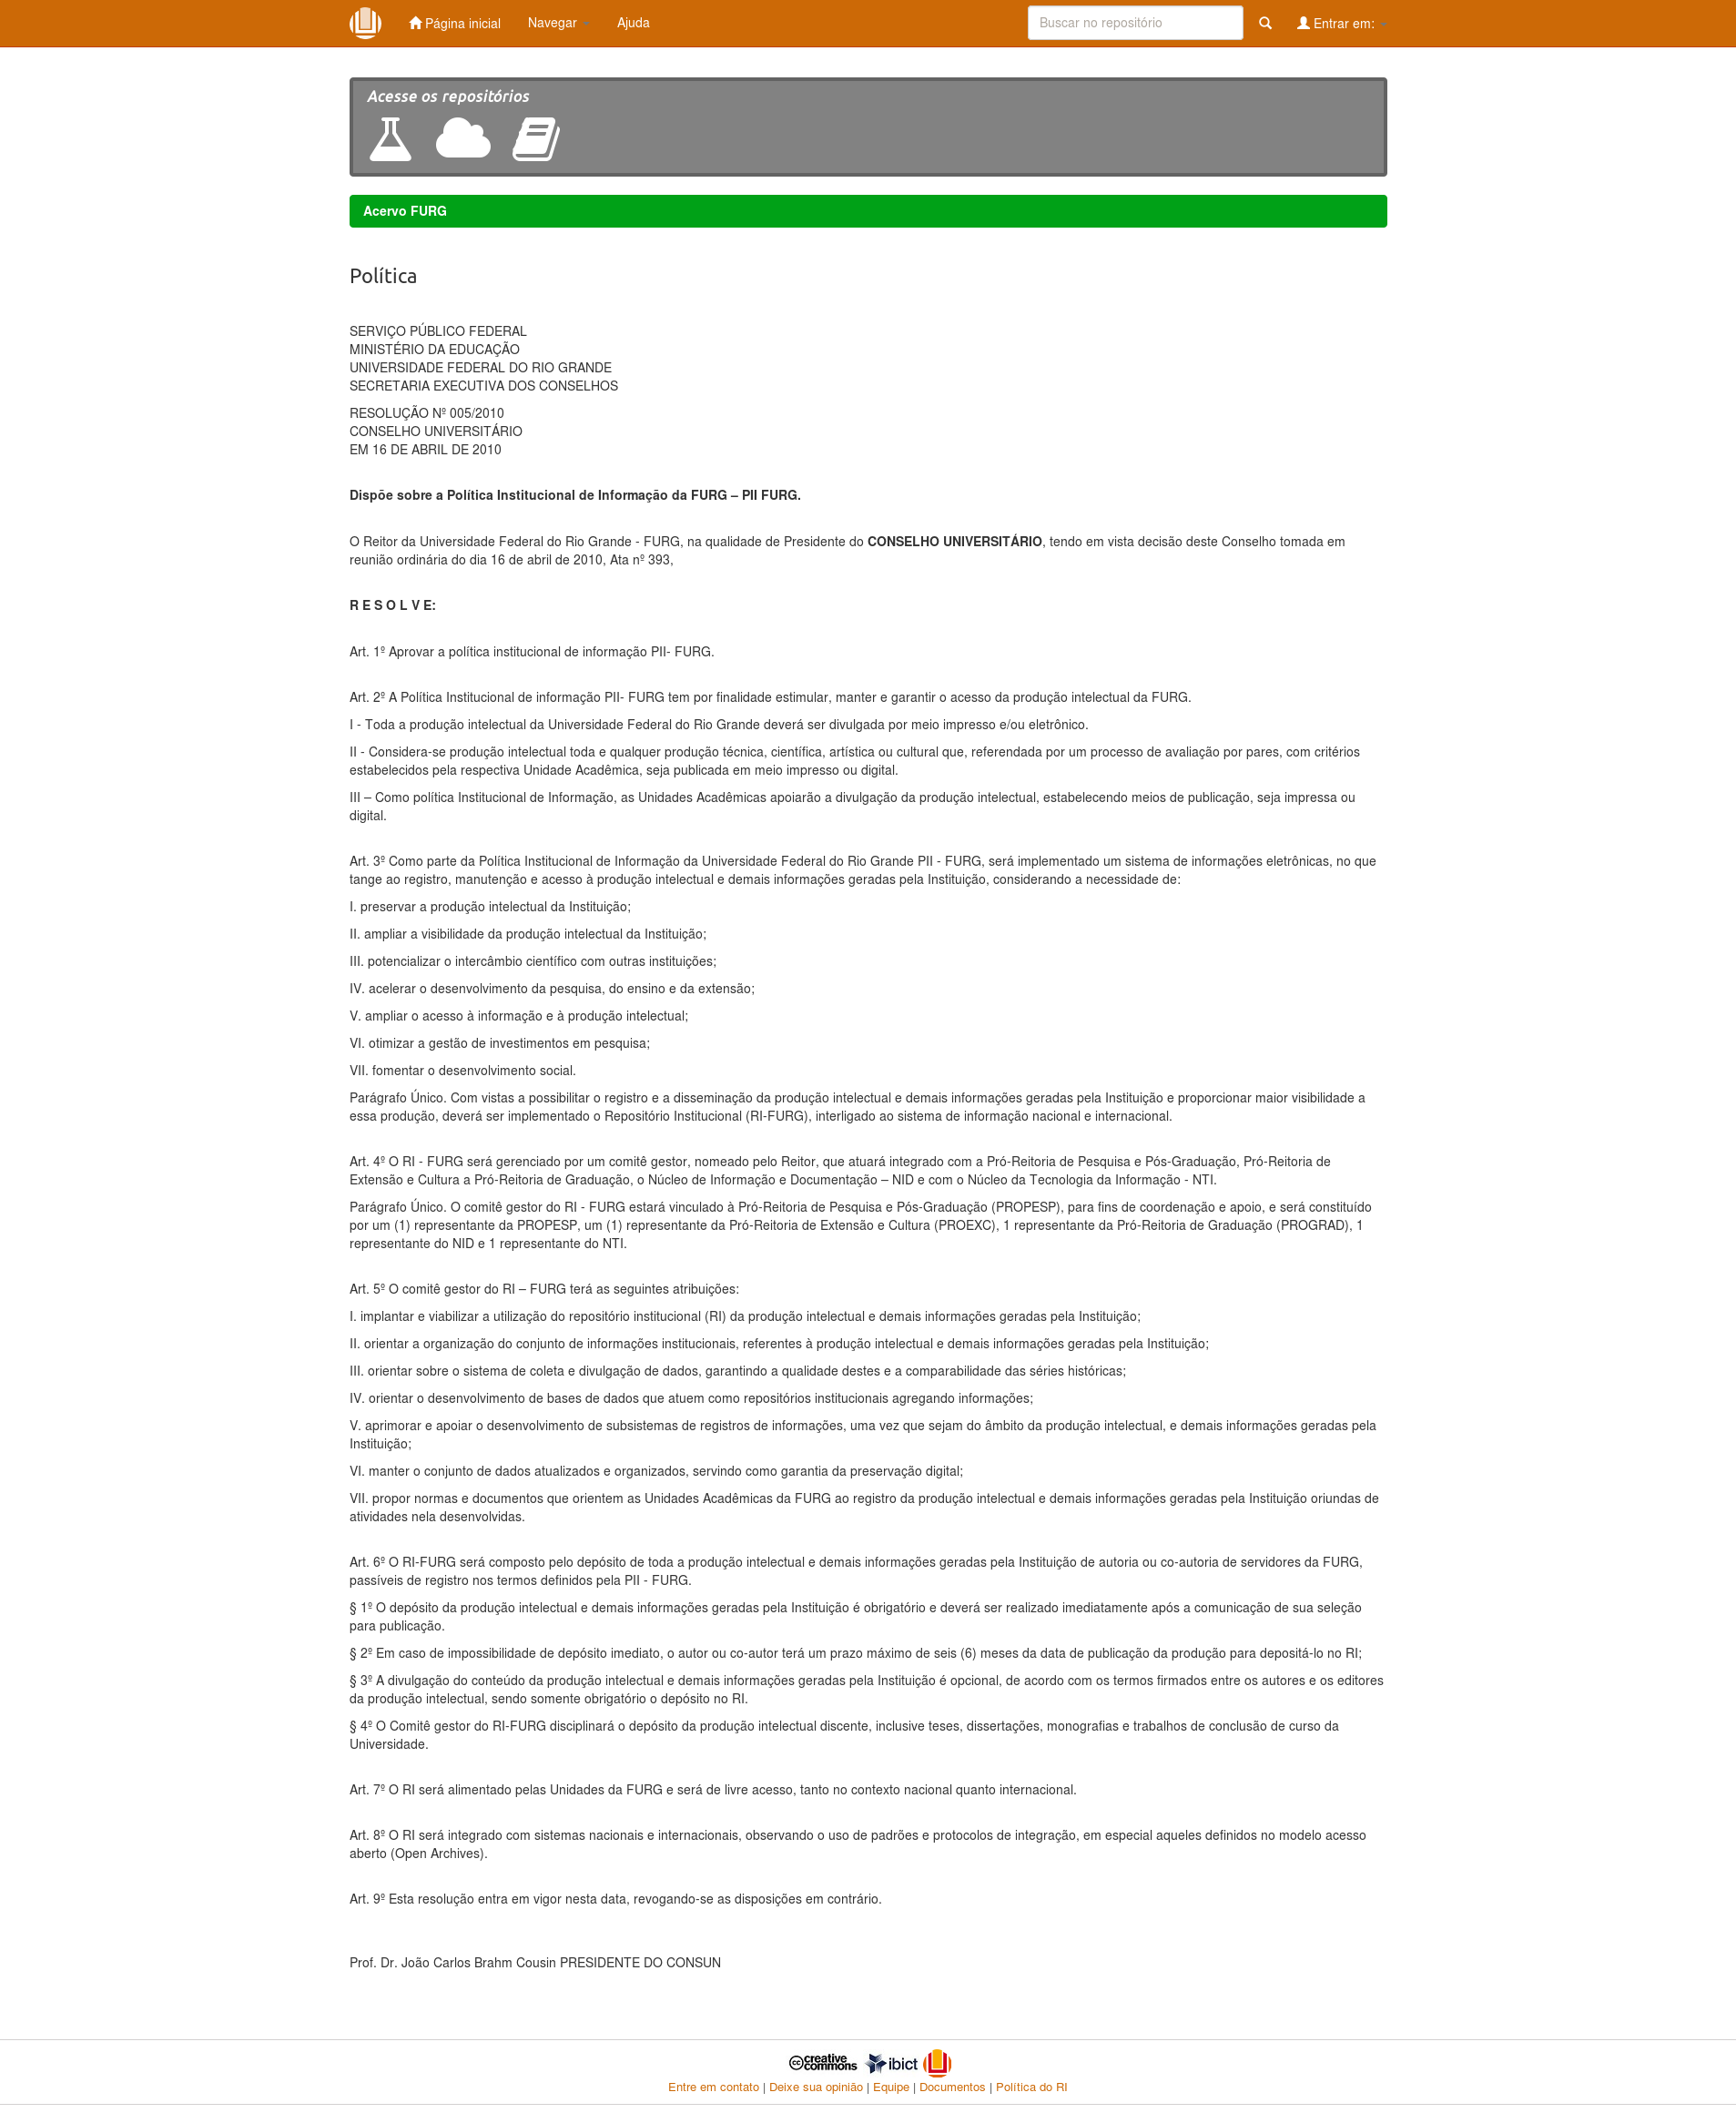 Página inicial Navegar Ajuda Buscar no repositório Entrar em:
Acesse os repositórios
Acervo FURG
Política
SERVIÇO PÚBLICO FEDERAL
MINISTÉRIO DA EDUCAÇÃO
UNIVERSIDADE FEDERAL DO RIO GRANDE
SECRETARIA EXECUTIVA DOS CONSELHOS
RESOLUÇÃO Nº 005/2010
CONSELHO UNIVERSITÁRIO
EM 16 DE ABRIL DE 2010
Dispõe sobre a Política Institucional de Informação da FURG – PII FURG.
O Reitor da Universidade Federal do Rio Grande - FURG, na qualidade de Presidente do CONSELHO UNIVERSITÁRIO, tendo em vista decisão deste Conselho tomada em
reunião ordinária do dia 16 de abril de 2010, Ata nº 393,
R E S O L V E:
Art. 1º Aprovar a política institucional de informação PII- FURG.
Art. 2º A Política Institucional de informação PII- FURG tem por finalidade estimular, manter e garantir o acesso da produção intelectual da FURG.
I - Toda a produção intelectual da Universidade Federal do Rio Grande deverá ser divulgada por meio impresso e/ou eletrônico.
II - Considera-se produção intelectual toda e qualquer produção técnica, científica, artística ou cultural que, referendada por um processo de avaliação por pares, com critérios
estabelecidos pela respectiva Unidade Acadêmica, seja publicada em meio impresso ou digital.
III – Como política Institucional de Informação, as Unidades Acadêmicas apoiarão a divulgação da produção intelectual, estabelecendo meios de publicação, seja impressa ou
digital.
Art. 3º Como parte da Política Institucional de Informação da Universidade Federal do Rio Grande PII - FURG, será implementado um sistema de informações eletrônicas, no que
tange ao registro, manutenção e acesso à produção intelectual e demais informações geradas pela Instituição, considerando a necessidade de:
I. preservar a produção intelectual da Instituição;
II. ampliar a visibilidade da produção intelectual da Instituição;
III. potencializar o intercâmbio científico com outras instituições;
IV. acelerar o desenvolvimento da pesquisa, do ensino e da extensão;
V. ampliar o acesso à informação e à produção intelectual;
VI. otimizar a gestão de investimentos em pesquisa;
VII. fomentar o desenvolvimento social.
Parágrafo Único. Com vistas a possibilitar o registro e a disseminação da produção intelectual e demais informações geradas pela Instituição e proporcionar maior visibilidade a
essa produção, deverá ser implementado o Repositório Institucional (RI-FURG), interligado ao sistema de informação nacional e internacional.
Art. 4º O RI - FURG será gerenciado por um comitê gestor, nomeado pelo Reitor, que atuará integrado com a Pró-Reitoria de Pesquisa e Pós-Graduação, Pró-Reitoria de
Extensão e Cultura a Pró-Reitoria de Graduação, o Núcleo de Informação e Documentação – NID e com o Núcleo da Tecnologia da Informação - NTI.
Parágrafo Único. O comitê gestor do RI - FURG estará vinculado à Pró-Reitoria de Pesquisa e Pós-Graduação (PROPESP), para fins de coordenação e apoio, e será constituído
por um (1) representante da PROPESP, um (1) representante da Pró-Reitoria de Extensão e Cultura (PROEXC), 1 representante da Pró-Reitoria de Graduação (PROGRAD), 1
representante do NID e 1 representante do NTI.
Art. 5º O comitê gestor do RI – FURG terá as seguintes atribuições:
I. implantar e viabilizar a utilização do repositório institucional (RI) da produção intelectual e demais informações geradas pela Instituição;
II. orientar a organização do conjunto de informações institucionais, referentes à produção intelectual e demais informações geradas pela Instituição;
III. orientar sobre o sistema de coleta e divulgação de dados, garantindo a qualidade destes e a comparabilidade das séries históricas;
IV. orientar o desenvolvimento de bases de dados que atuem como repositórios institucionais agregando informações;
V. aprimorar e apoiar o desenvolvimento de subsistemas de registros de informações, uma vez que sejam do âmbito da produção intelectual, e demais informações geradas pela
Instituição;
VI. manter o conjunto de dados atualizados e organizados, servindo como garantia da preservação digital;
VII. propor normas e documentos que orientem as Unidades Acadêmicas da FURG ao registro da produção intelectual e demais informações geradas pela Instituição oriundas de
atividades nela desenvolvidas.
Art. 6º O RI-FURG será composto pelo depósito de toda a produção intelectual e demais informações geradas pela Instituição de autoria ou co-autoria de servidores da FURG,
passíveis de registro nos termos definidos pela PII - FURG.
§ 1º O depósito da produção intelectual e demais informações geradas pela Instituição é obrigatório e deverá ser realizado imediatamente após a comunicação de sua seleção
para publicação.
§ 2º Em caso de impossibilidade de depósito imediato, o autor ou co-autor terá um prazo máximo de seis (6) meses da data de publicação da produção para depositá-lo no RI;
§ 3º A divulgação do conteúdo da produção intelectual e demais informações geradas pela Instituição é opcional, de acordo com os termos firmados entre os autores e os editores
da produção intelectual, sendo somente obrigatório o depósito no RI.
§ 4º O Comitê gestor do RI-FURG disciplinará o depósito da produção intelectual discente, inclusive teses, dissertações, monografias e trabalhos de conclusão de curso da
Universidade.
Art. 7º O RI será alimentado pelas Unidades da FURG e será de livre acesso, tanto no contexto nacional quanto internacional.
Art. 8º O RI será integrado com sistemas nacionais e internacionais, observando o uso de padrões e protocolos de integração, em especial aqueles definidos no modelo acesso
aberto (Open Archives).
Art. 9º Esta resolução entra em vigor nesta data, revogando-se as disposições em contrário.
Prof. Dr. João Carlos Brahm Cousin PRESIDENTE DO CONSUN
cc creative commons ibict
Entre em contato | Deixe sua opinião | Equipe | Documentos | Política do RI